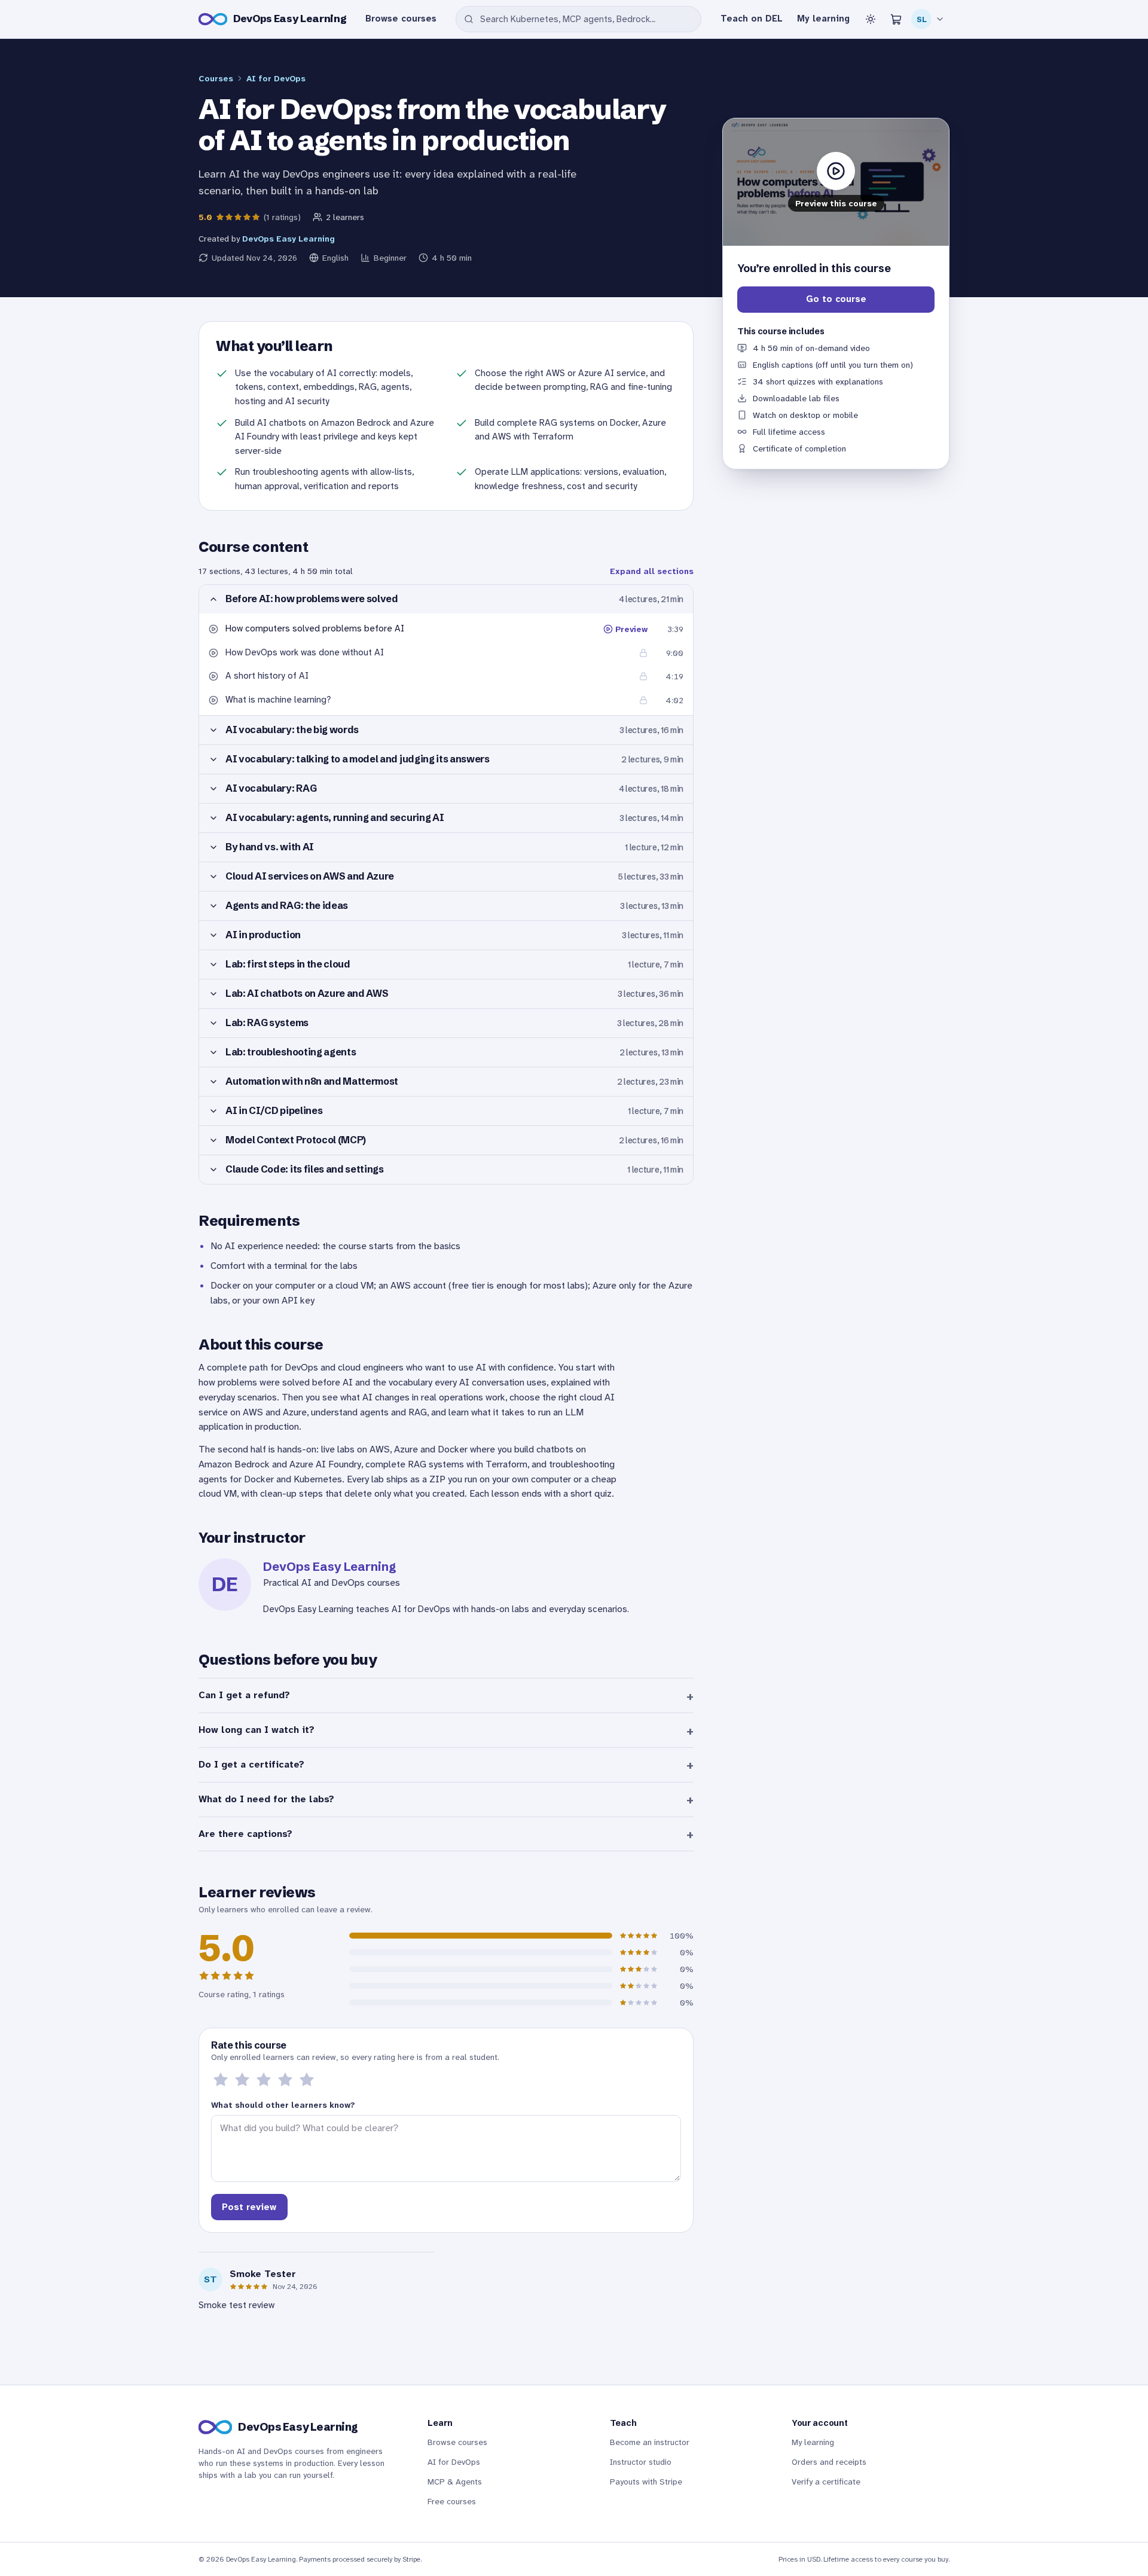 DevOps Easy Learning
Browse courses
Search Kubernetes, MCP agents, Bedrock...
Teach on DEL
My learning
SL
Courses > AI for DevOps
AI for DevOps: from the vocabulary
of AI to agents in production
Learn AI the way DevOps engineers use it: every idea explained with a real-life
scenario, then built in a hands-on lab
5.0 (1 ratings) 2 learners
Created by DevOps Easy Learning
Updated Nov 24, 2026 English Beginner 4 h 50 min
DEVOPS EASY LEARNING
How computers
problems before AI
Preview this course
You're enrolled in this course
Go to course
This course includes
4 h 50 min of on-demand video
English captions (off until you turn them on)
34 short quizzes with explanations
Downloadable lab files
Watch on desktop or mobile
Full lifetime access
Certificate of completion
What you'll learn
Use the vocabulary of AI correctly: models,
tokens, context, embeddings, RAG, agents,
hosting and AI security
Choose the right AWS or Azure AI service, and
decide between prompting, RAG and fine-tuning
Build AI chatbots on Amazon Bedrock and Azure
AI Foundry with least privilege and keys kept
server-side
Build complete RAG systems on Docker, Azure
and AWS with Terraform
Run troubleshooting agents with allow-lists,
human approval, verification and reports
Operate LLM applications: versions, evaluation,
knowledge freshness, cost and security
Course content
17 sections, 43 lectures, 4 h 50 min total
Expand all sections
Before AI: how problems were solved 4 lectures, 21 min
How computers solved problems before AI Preview 3:39
How DevOps work was done without AI 9:00
A short history of AI 4:19
What is machine learning? 4:02
AI vocabulary: the big words 3 lectures, 16 min
AI vocabulary: talking to a model and judging its answers 2 lectures, 9 min
AI vocabulary: RAG 4 lectures, 18 min
AI vocabulary: agents, running and securing AI 3 lectures, 14 min
By hand vs. with AI 1 lecture, 12 min
Cloud AI services on AWS and Azure 5 lectures, 33 min
Agents and RAG: the ideas 3 lectures, 13 min
AI in production 3 lectures, 11 min
Lab: first steps in the cloud 1 lecture, 7 min
Lab: AI chatbots on Azure and AWS 3 lectures, 36 min
Lab: RAG systems 3 lectures, 28 min
Lab: troubleshooting agents 2 lectures, 13 min
Automation with n8n and Mattermost 2 lectures, 23 min
AI in CI/CD pipelines 1 lecture, 7 min
Model Context Protocol (MCP) 2 lectures, 16 min
Claude Code: its files and settings 1 lecture, 11 min
Requirements
• No AI experience needed: the course starts from the basics
• Comfort with a terminal for the labs
• Docker on your computer or a cloud VM; an AWS account (free tier is enough for most labs); Azure only for the Azure
labs, or your own API key
About this course
A complete path for DevOps and cloud engineers who want to use AI with confidence. You start with
how problems were solved before AI and the vocabulary every AI conversation uses, explained with
everyday scenarios. Then you see what AI changes in real operations work, choose the right cloud AI
service on AWS and Azure, understand agents and RAG, and learn what it takes to run an LLM
application in production.
The second half is hands-on: live labs on AWS, Azure and Docker where you build chatbots on
Amazon Bedrock and Azure AI Foundry, complete RAG systems with Terraform, and troubleshooting
agents for Docker and Kubernetes. Every lab ships as a ZIP you run on your own computer or a cheap
cloud VM, with clean-up steps that delete only what you created. Each lesson ends with a short quiz.
Your instructor
DE
DevOps Easy Learning
Practical AI and DevOps courses
DevOps Easy Learning teaches AI for DevOps with hands-on labs and everyday scenarios.
Questions before you buy
Can I get a refund? +
How long can I watch it? +
Do I get a certificate? +
What do I need for the labs? +
Are there captions? +
Learner reviews
Only learners who enrolled can leave a review.
5.0
Course rating, 1 ratings
100%
0%
0%
0%
0%
Rate this course
Only enrolled learners can review, so every rating here is from a real student.
What should other learners know?
What did you build? What could be clearer?
Post review
ST
Smoke Tester
Nov 24, 2026
Smoke test review
DevOps Easy Learning
Hands-on AI and DevOps courses from engineers
who run these systems in production. Every lesson
ships with a lab you can run yourself.
Learn
Browse courses
AI for DevOps
MCP & Agents
Free courses
Teach
Become an instructor
Instructor studio
Payouts with Stripe
Your account
My learning
Orders and receipts
Verify a certificate
© 2026 DevOps Easy Learning. Payments processed securely by Stripe.
Prices in USD. Lifetime access to every course you buy.